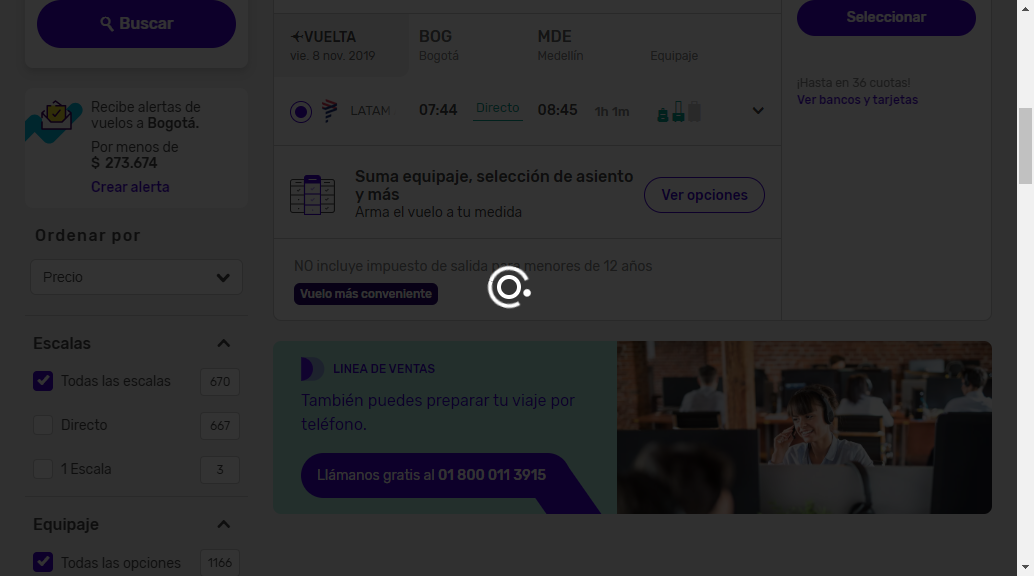 Buscar
Recibe alertas de
vuelos a Bogotá.
Por menos de
$ 273.674
Crear alerta
Ordenar por
Precio
Escalas
Todas las escalas 670
Directo 667
1 Escala 3
Equipaje
Todas las opciones 1166
VUELTA BOG MDE
vie. 8 nov. 2019 Bogotá Medellín Equipaje
LATAM 07:44 Directo 08:45 1h 1m
Suma equipaje, selección de asiento
y más
Arma el vuelo a tu medida
Ver opciones
NO incluye impuesto de salida para menores de 12 años
Vuelo más conveniente
Seleccionar
¡Hasta en 36 cuotas!
Ver bancos y tarjetas
LINEA DE VENTAS
También puedes preparar tu viaje por
teléfono.
Llámanos gratis al 01 800 011 3915